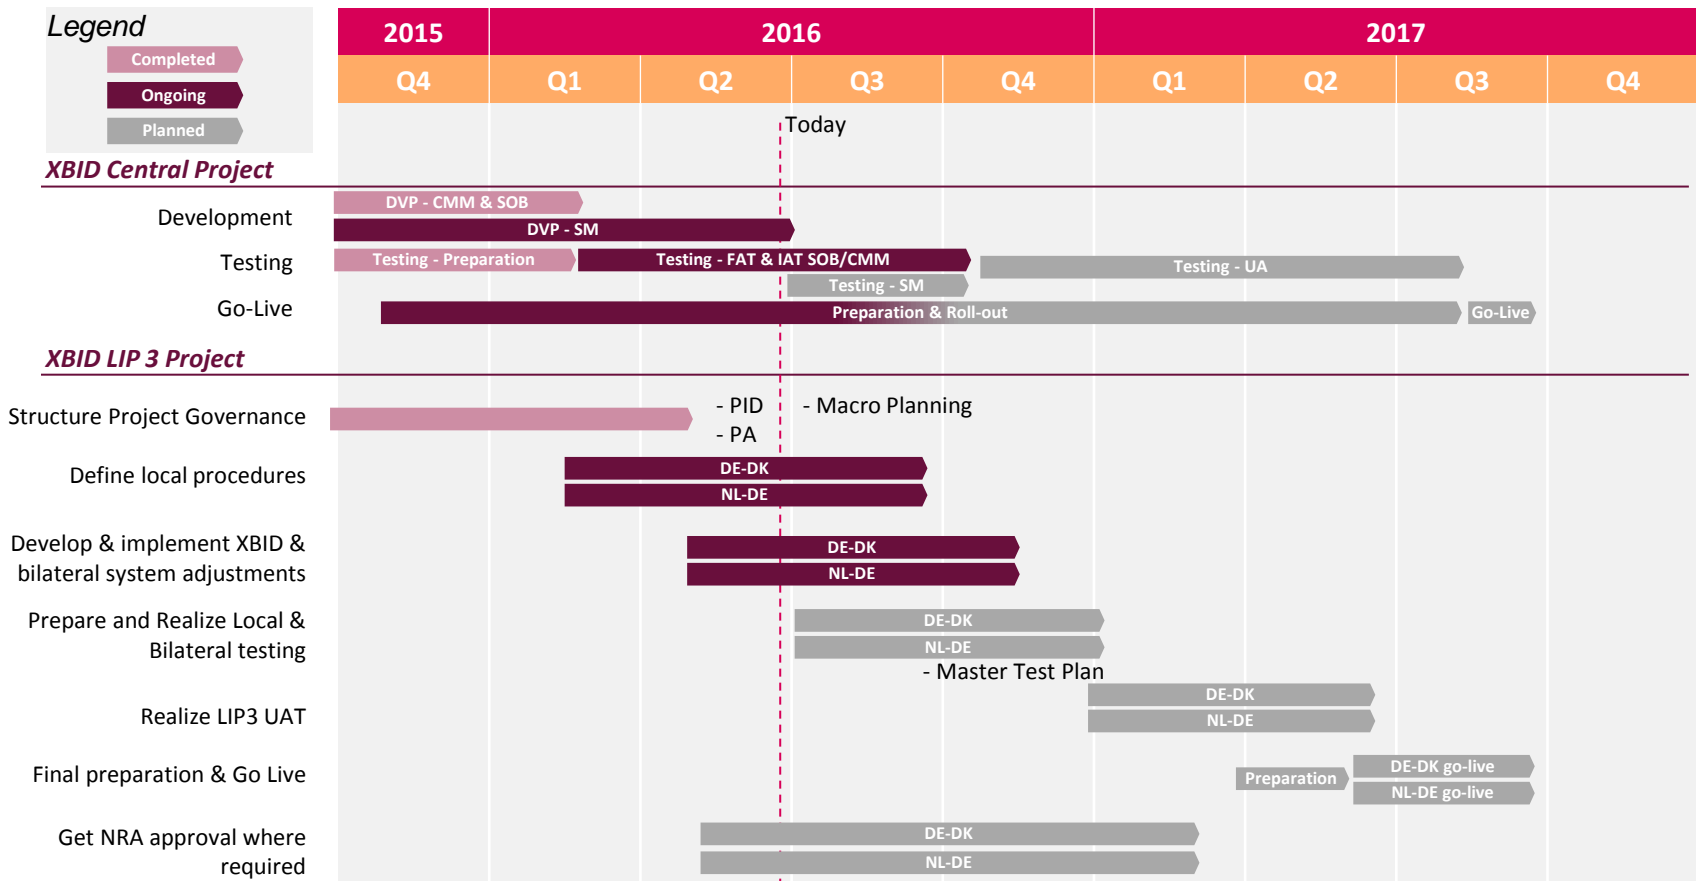 Legend
Completed
Ongoing
Planned
2015
2016
2017
Q4
Q1
Q2
Q3
Q4
Q1
Q2
Q3
Q4
Today
XBID Central Project
Development
DVP - CMM & SOB
DVP - SM
Testing
Testing - Preparation
Testing - FAT & IAT SOB/CMM
Testing - UA
Testing - SM
Go-Live
Preparation & Roll-out
Go-Live
XBID LIP 3 Project
Structure Project Governance
- PID
- PA
- Macro Planning
Define local procedures
DE-DK
NL-DE
Develop & implement XBID &
bilateral system adjustments
DE-DK
NL-DE
Prepare and Realize Local &
Bilateral testing
DE-DK
NL-DE
- Master Test Plan
Realize LIP3 UAT
DE-DK
NL-DE
Final preparation & Go Live
Preparation
DE-DK go-live
NL-DE go-live
Get NRA approval where
required
DE-DK
NL-DE